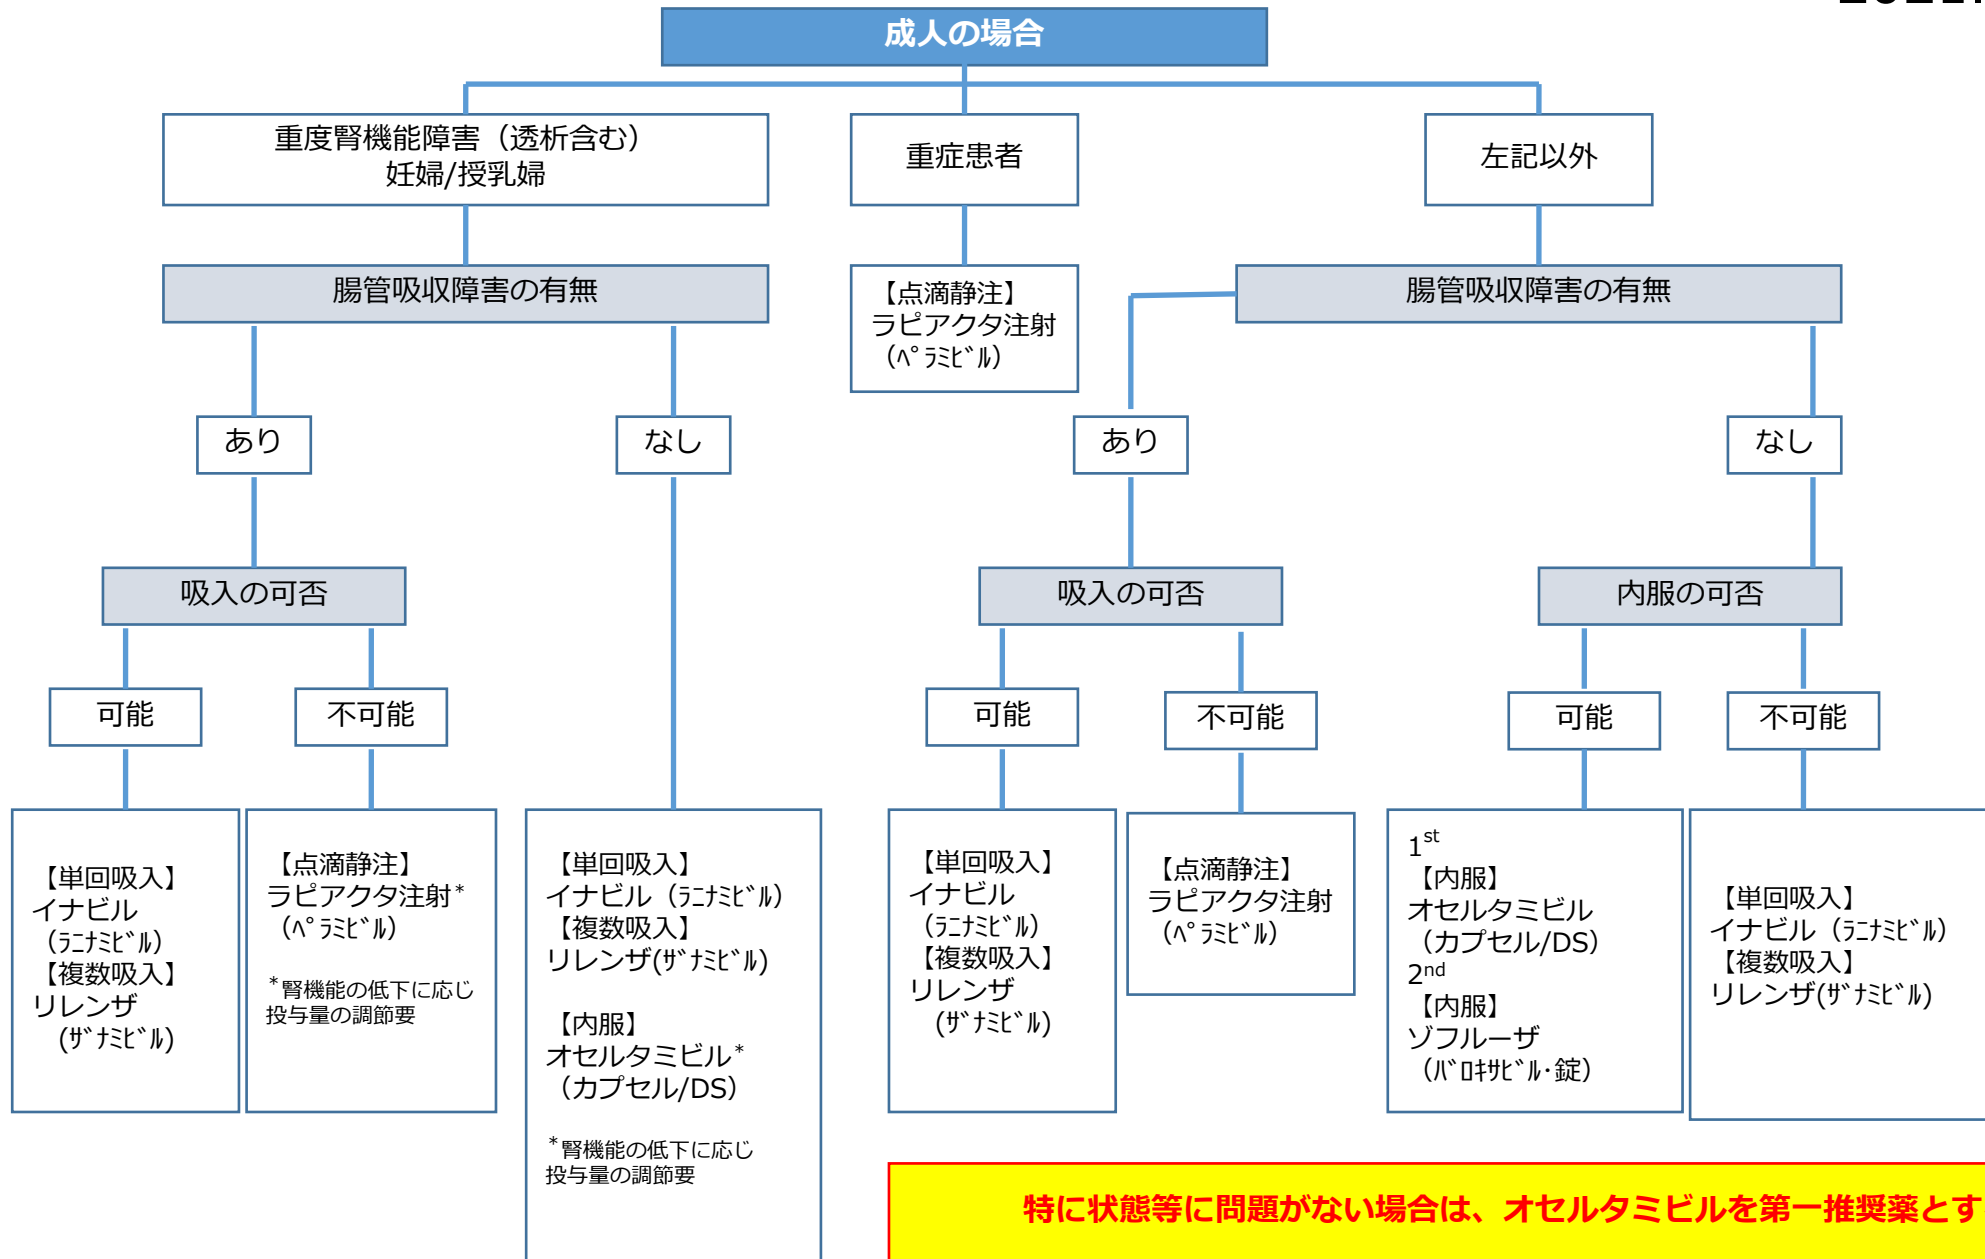 成人の場合
重度腎機能障害（透析含む）
妊婦/授乳婦
重症患者
左記以外
腸管吸収障害の有無
【点滴静注】
ラピアクタ注射
（ﾍﾟﾗﾐﾋﾞﾙ）
腸管吸収障害の有無
あり
なし
あり
なし
吸入の可否
吸入の可否
内服の可否
可能
不可能
可能
不可能
可能
不可能
【単回吸入】
イナビル
（ﾗﾆﾅﾐﾋﾞﾙ）
【複数吸入】
リレンザ
(ｻﾞﾅﾐﾋﾞﾙ)
【点滴静注】
ラピアクタ注射*
（ﾍﾟﾗﾐﾋﾞﾙ）
*腎機能の低下に応じ
投与量の調節要
【単回吸入】
イナビル（ﾗﾆﾅﾐﾋﾞﾙ）
【複数吸入】
リレンザ(ｻﾞﾅﾐﾋﾞﾙ)
【内服】
オセルタミビル*
（カプセル/DS）
*腎機能の低下に応じ
投与量の調節要
【単回吸入】
イナビル
（ﾗﾆﾅﾐﾋﾞﾙ）
【複数吸入】
リレンザ
(ｻﾞﾅﾐﾋﾞﾙ)
【点滴静注】
ラピアクタ注射
（ﾍﾟﾗﾐﾋﾞﾙ）
1st
【内服】
オセルタミビル
（カプセル/DS）
2nd
【内服】
ゾフルーザ
（ﾊﾞﾛｷｻﾋﾞﾙ･錠）
【単回吸入】
イナビル（ﾗﾆﾅﾐﾋﾞﾙ）
【複数吸入】
リレンザ(ｻﾞﾅﾐﾋﾞﾙ)
特に状態等に問題がない場合は、オセルタミビルを第一推奨薬とす